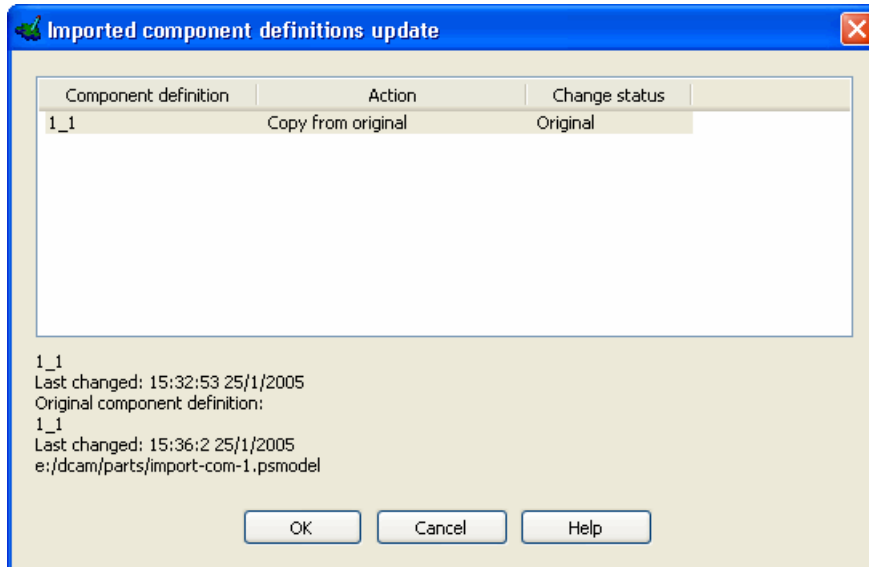 Imported component definitions update
Component definition Action Change status
1_1 Copy from original Original
1_1
Last changed: 15:32:53 25/1/2005
Original component definition:
1_1
Last changed: 15:36:2 25/1/2005
e:/dcam/parts/import-com-1.psmodel
OK Cancel Help